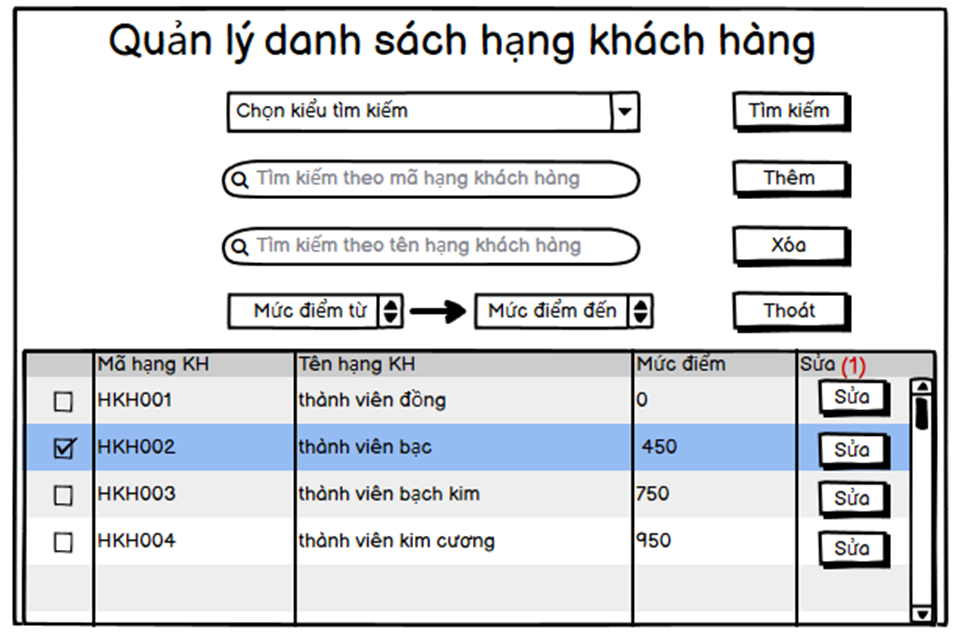 Quản lý danh sách hạng khách hàng
Chọn kiểu tìm kiếm
Tìm kiếm
Tìm kiếm theo mã hạng khách hàng
Thêm
Tìm kiếm theo tên hạng khách hàng
Xóa
Mức điểm từ Mức điểm đến
Thoát
Mã hạng KH Tên hạng KH Mức điểm Sửa (1)
HKH001 thành viên đồng 0 Sửa
HKH002 thành viên bạc 450 Sửa
HKH003 thành viên bạch kim 750 Sửa
HKH004 thành viên kim cương 950 Sửa